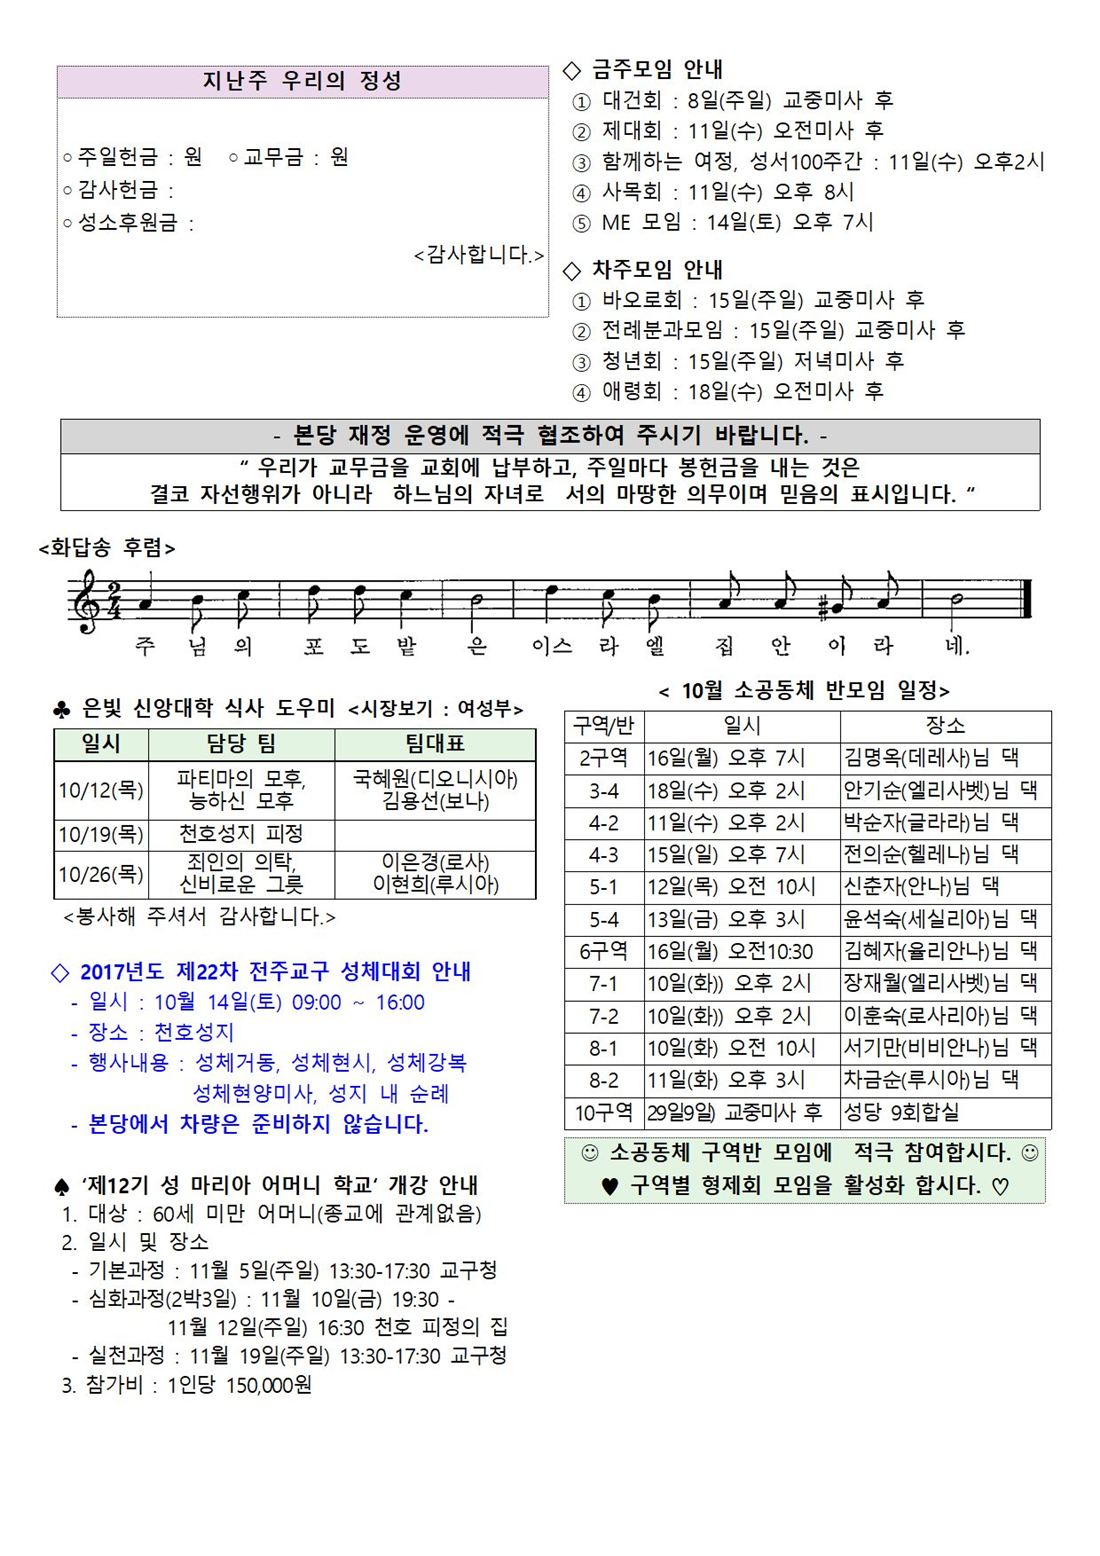 지난주 우리의 정성
○ 주일헌금 : 원 ○ 교무금 : 원
○ 감사헌금 :
○ 성소후원금 :
<감사합니다.>
◇ 금주모임 안내
① 대건회 : 8일(주일) 교중미사 후
② 제대회 : 11일(수) 오전미사 후
③ 함께하는 여정, 성서100주간 : 11일(수) 오후2시
④ 사목회 : 11일(수) 오후 8시
⑤ ME 모임 : 14일(토) 오후 7시
◇ 차주모임 안내
① 바오로회 : 15일(주일) 교중미사 후
② 전례분과모임 : 15일(주일) 교중미사 후
③ 청년회 : 15일(주일) 저녁미사 후
④ 애령회 : 18일(수) 오전미사 후
- 본당 재정 운영에 적극 협조하여 주시기 바랍니다. -
“ 우리가 교무금을 교회에 납부하고, 주일마다 봉헌금을 내는 것은
결코 자선행위가 아니라 하느님의 자녀로 서의 마땅한 의무이며 믿음의 표시입니다. “
<화답송 후렴>
2/4
주 님 의 포 도 밭 은 이스 라 엘 집 안 이 라 네.
♣ 은빛 신앙대학 식사 도우미 <시장보기 : 여성부>
일시 담당 팀 팀대표
10/12(목) 파티마의 모후, 국혜원(디오니시아)
능하신 모후 김용선(보나)
10/19(목) 천호성지 피정
10/26(목) 죄인의 의탁, 이은경(로사)
신비로운 그릇 이현희(루시아)
<봉사해 주셔서 감사합니다.>
◇ 2017년도 제22차 전주교구 성체대회 안내
- 일시 : 10월 14일(토) 09:00 ~ 16:00
- 장소 : 천호성지
- 행사내용 : 성체거동, 성체현시, 성체강복
성체현양미사, 성지 내 순례
- 본당에서 차량은 준비하지 않습니다.
♠ ‘제12기 성 마리아 어머니 학교‘ 개강 안내
1. 대상 : 60세 미만 어머니(종교에 관계없음)
2. 일시 및 장소
- 기본과정 : 11월 5일(주일) 13:30-17:30 교구청
- 심화과정(2박3일) : 11월 10일(금) 19:30 -
11월 12일(주일) 16:30 천호 피정의 집
- 실천과정 : 11월 19일(주일) 13:30-17:30 교구청
3. 참가비 : 1인당 150,000원
< 10월 소공동체 반모임 일정>
구역/반 일시 장소
2구역 16일(월) 오후 7시 김명옥(데레사)님 댁
3-4 18일(수) 오후 2시 안기순(엘리사벳)님 댁
4-2 11일(수) 오후 2시 박순자(글라라)님 댁
4-3 15일(일) 오후 7시 전의순(헬레나)님 댁
5-1 12일(목) 오전 10시 신춘자(안나)님 댁
5-4 13일(금) 오후 3시 윤석숙(세실리아)님 댁
6구역 16일(월) 오전10:30 김혜자(율리안나)님 댁
7-1 10일(화)) 오후 2시 장재월(엘리사벳)님 댁
7-2 10일(화)) 오후 2시 이훈숙(로사리아)님 댁
8-1 10일(화) 오전 10시 서기만(비비안나)님 댁
8-2 11일(화) 오후 3시 차금순(루시아)님 댁
10구역 29일9일) 교중미사 후 성당 9회합실
☺ 소공동체 구역반 모임에 적극 참여합시다. ☺
♥ 구역별 형제회 모임을 활성화 합시다. ♡